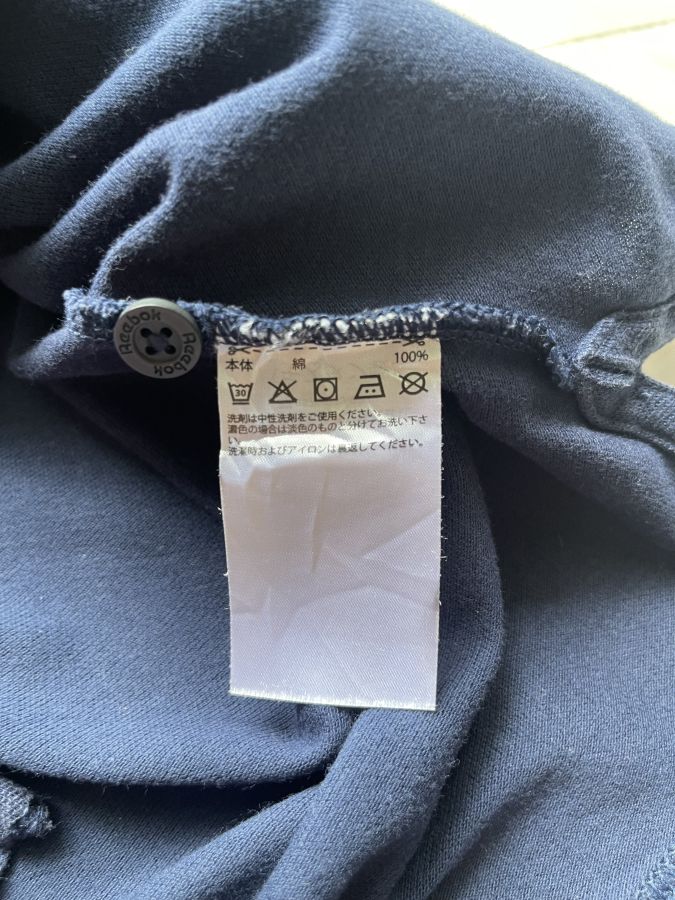 Reebok
Reebok
本体 綿 100%
30
洗剤は中性洗剤をご使用ください。
濃色の場合は淡色のものと分けてお洗い下さ
い。
洗濯時およびアイロンは裏返してください。